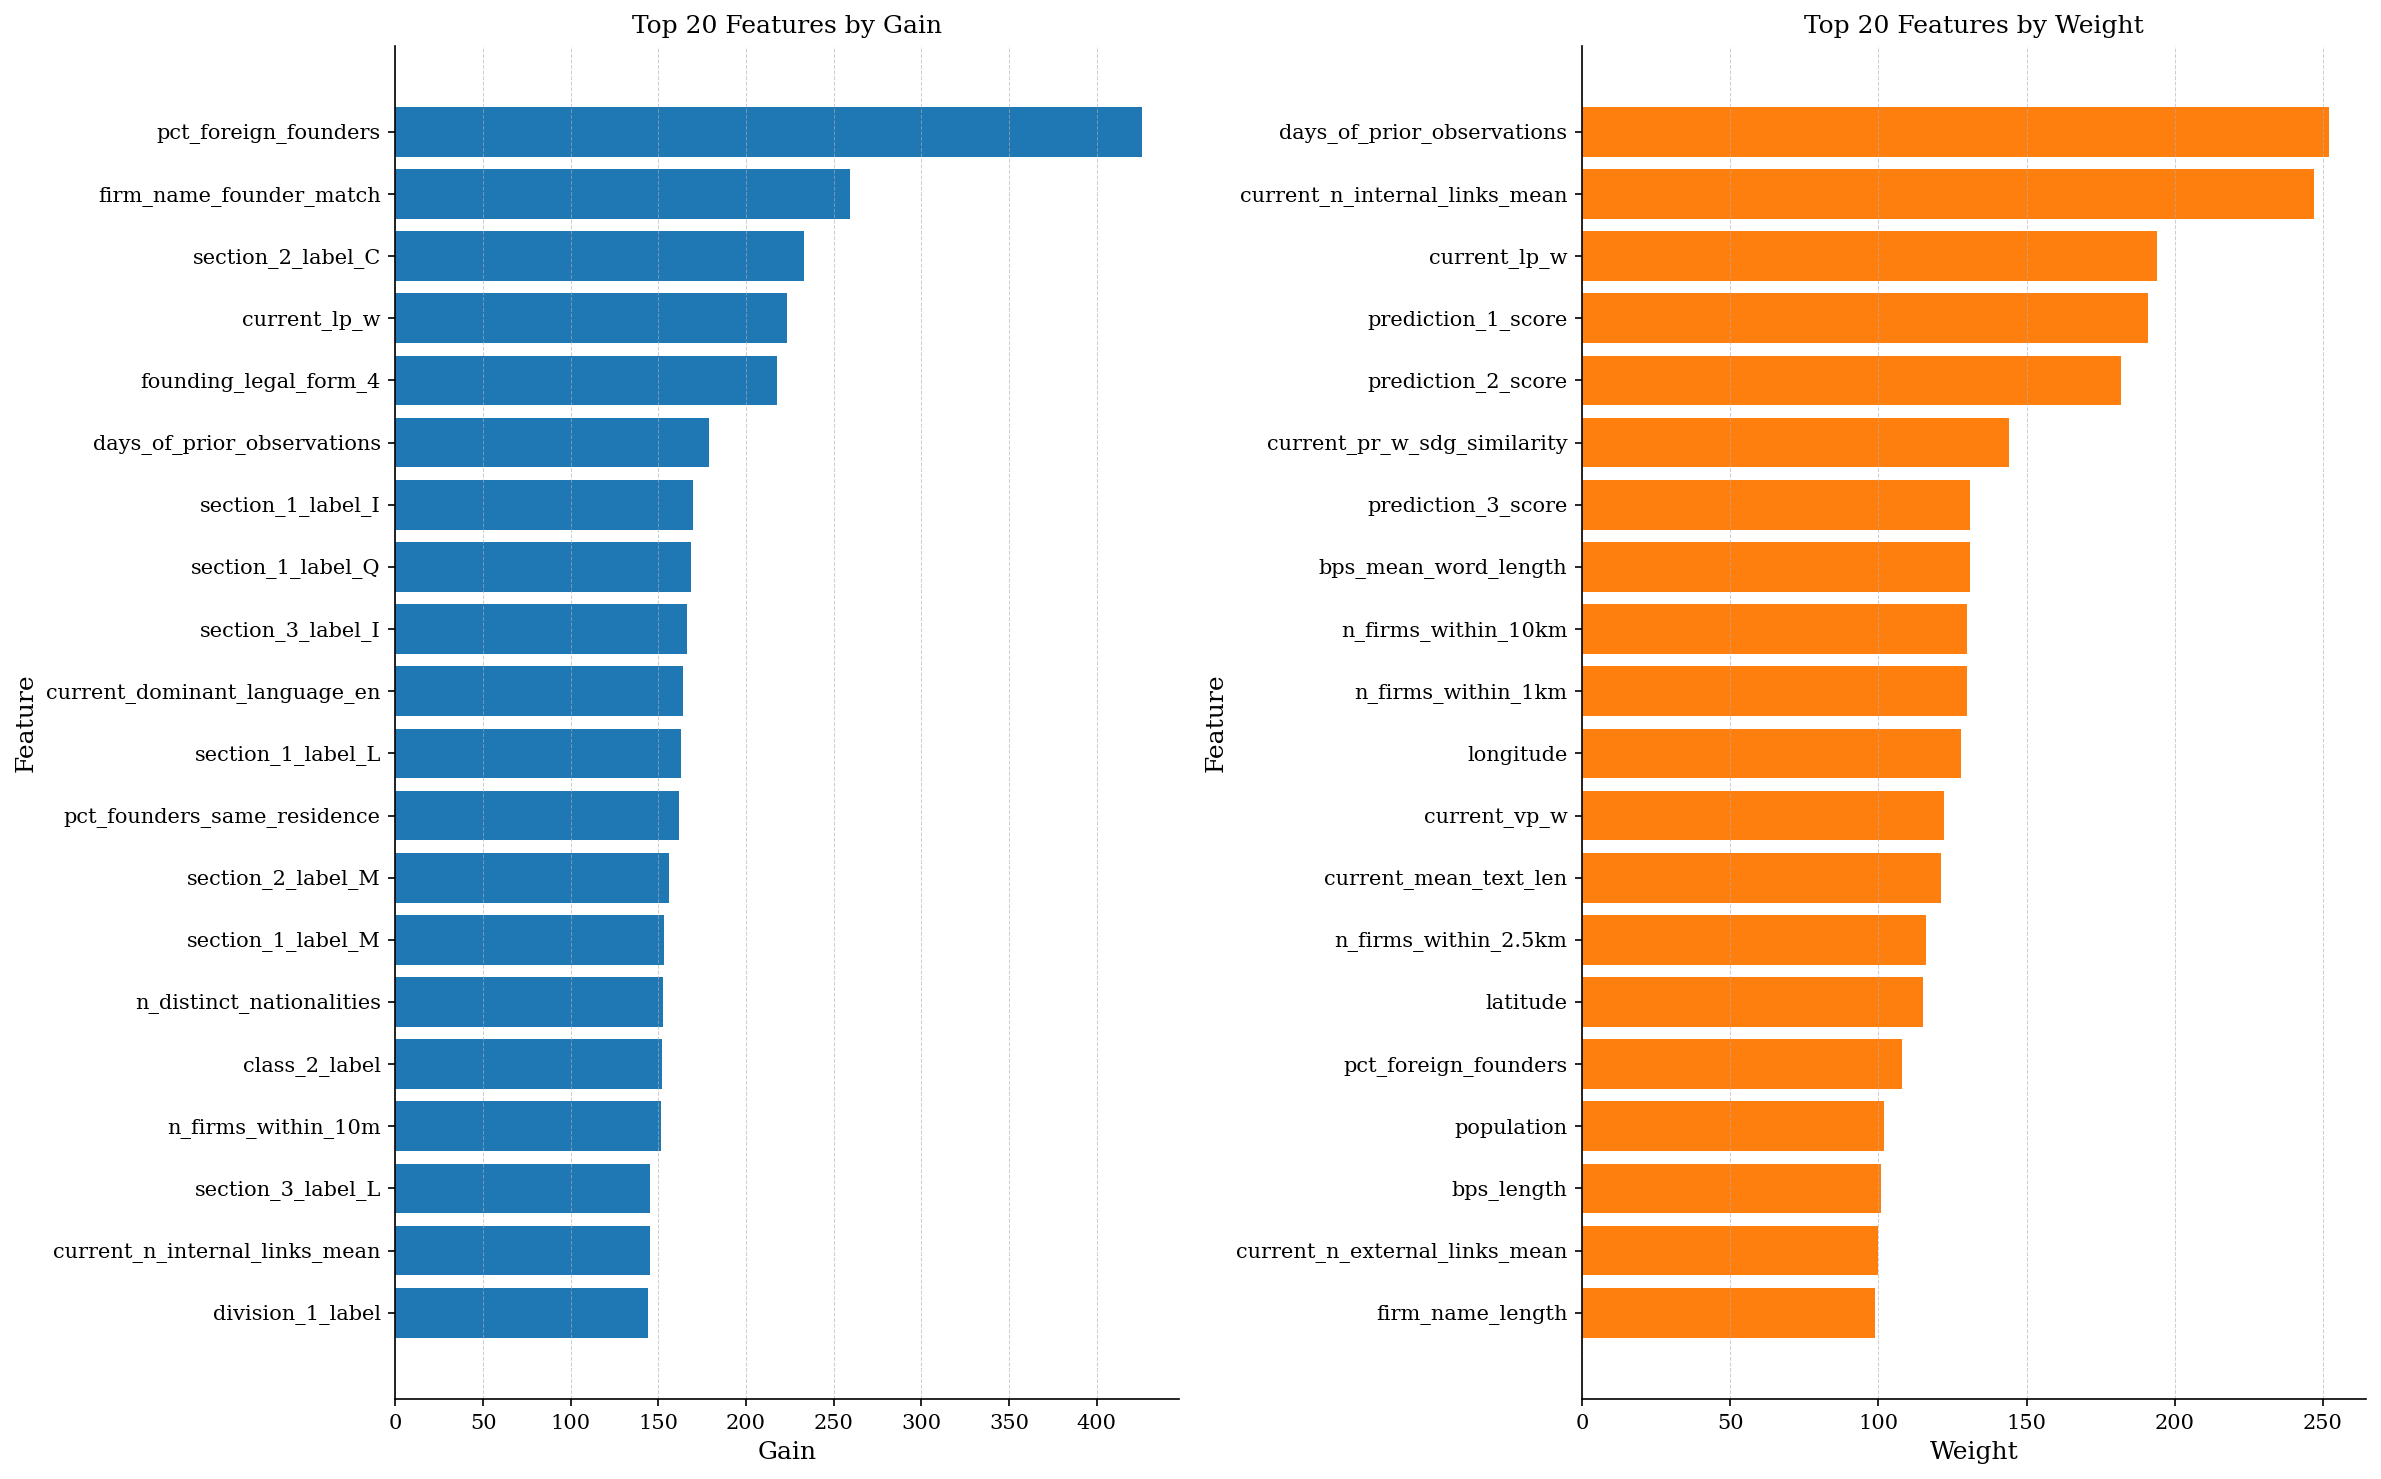 Top 20 Features by Gain
pct_foreign_founders
firm_name_founder_match
section_2_label_C
current_lp_w
founding_legal_form_4
days_of_prior_observations
section_1_label_I
section_1_label_Q
section_3_label_I
current_dominant_language_en
section_1_label_L
pct_founders_same_residence
section_2_label_M
section_1_label_M
n_distinct_nationalities
class_2_label
n_firms_within_10m
section_3_label_L
current_n_internal_links_mean
division_1_label
Feature
0 50 100 150 200 250 300 350 400
Gain
Top 20 Features by Weight
days_of_prior_observations
current_n_internal_links_mean
current_lp_w
prediction_1_score
prediction_2_score
current_pr_w_sdg_similarity
prediction_3_score
bps_mean_word_length
n_firms_within_10km
n_firms_within_1km
longitude
current_vp_w
current_mean_text_len
n_firms_within_2.5km
latitude
pct_foreign_founders
population
bps_length
current_n_external_links_mean
firm_name_length
Feature
0 50 100 150 200 250
Weight